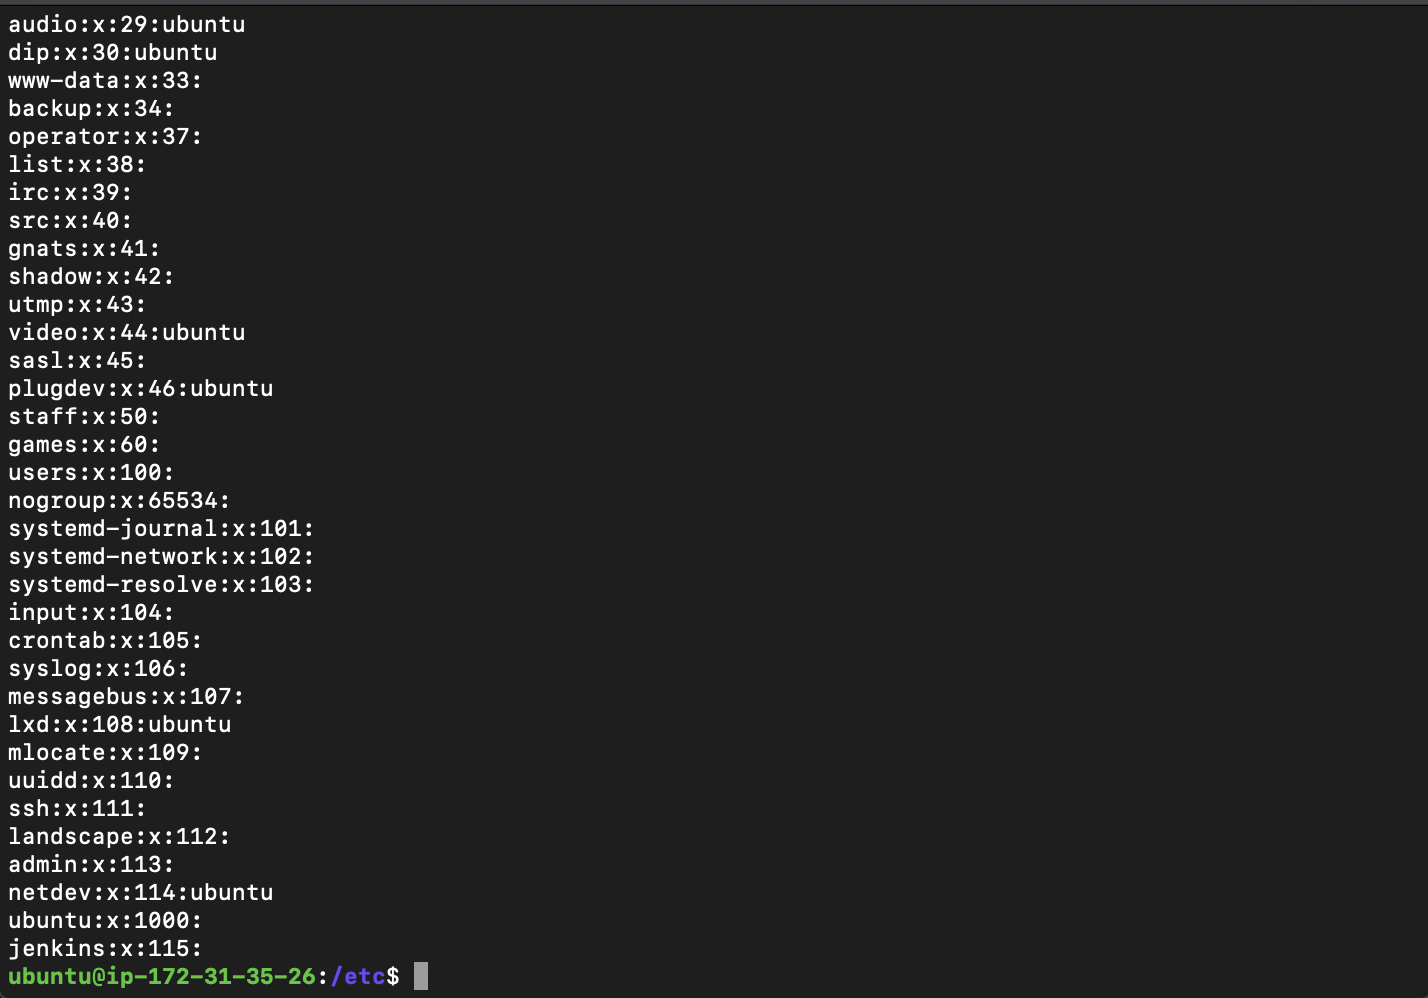 audio:x:29:ubuntu
dip:x:30:ubuntu
www-data:x:33:
backup:x:34:
operator:x:37:
list:x:38:
irc:x:39:
src:x:40:
gnats:x:41:
shadow:x:42:
utmp:x:43:
video:x:44:ubuntu
sasl:x:45:
plugdev:x:46:ubuntu
staff:x:50:
games:x:60:
users:x:100:
nogroup:x:65534:
systemd-journal:x:101:
systemd-network:x:102:
systemd-resolve:x:103:
input:x:104:
crontab:x:105:
syslog:x:106:
messagebus:x:107:
lxd:x:108:ubuntu
mlocate:x:109:
uuidd:x:110:
ssh:x:111:
landscape:x:112:
admin:x:113:
netdev:x:114:ubuntu
ubuntu:x:1000:
jenkins:x:115:
ubuntu@ip-172-31-35-26:/etc$